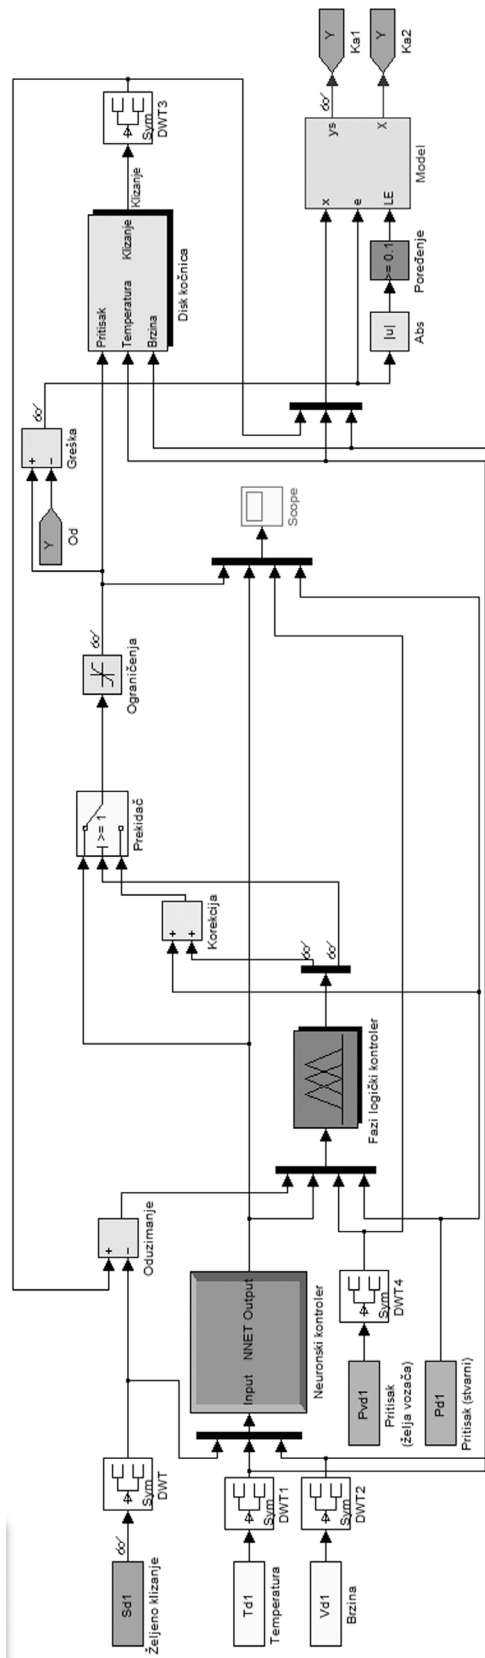 Sd1
Željeno klizanje
Sym
DWT
Td1
Temperatura
Sym
DWT1
Vd1
Brzina
Sym
DWT2
Input
NNET Output
Neuronski kontroler
+
-
Oduzimanje
Pvd1
Pritisak
(želja vozača)
Sym
DWT4
Pd1
Pritisak (stvarni)
Fazi logički kontroler
+
+
Korekcija
>= 1
Prekidač
Ograničenja
Y
Od
+
-
Greška
Scope
Pritisak
Temperatura
Brzina
Klizanje
Disk kočnica
Klizanje
Sym
DWT3
|u|
Abs
>= 0.1
Poređenje
x
e
LE
ys
X
Model
Y
Ka1
Y
Ka2